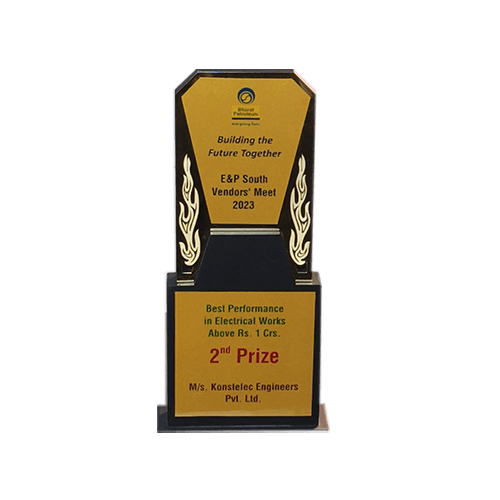 Bharat
Petroleum
energising lives
Building the
Future Together
E&P South
Vendors' Meet
2023
Best Performance
in Electrical Works
Above Rs. 1 Crs.
2nd Prize
M/s. Konstelec Engineers
Pvt. Ltd.